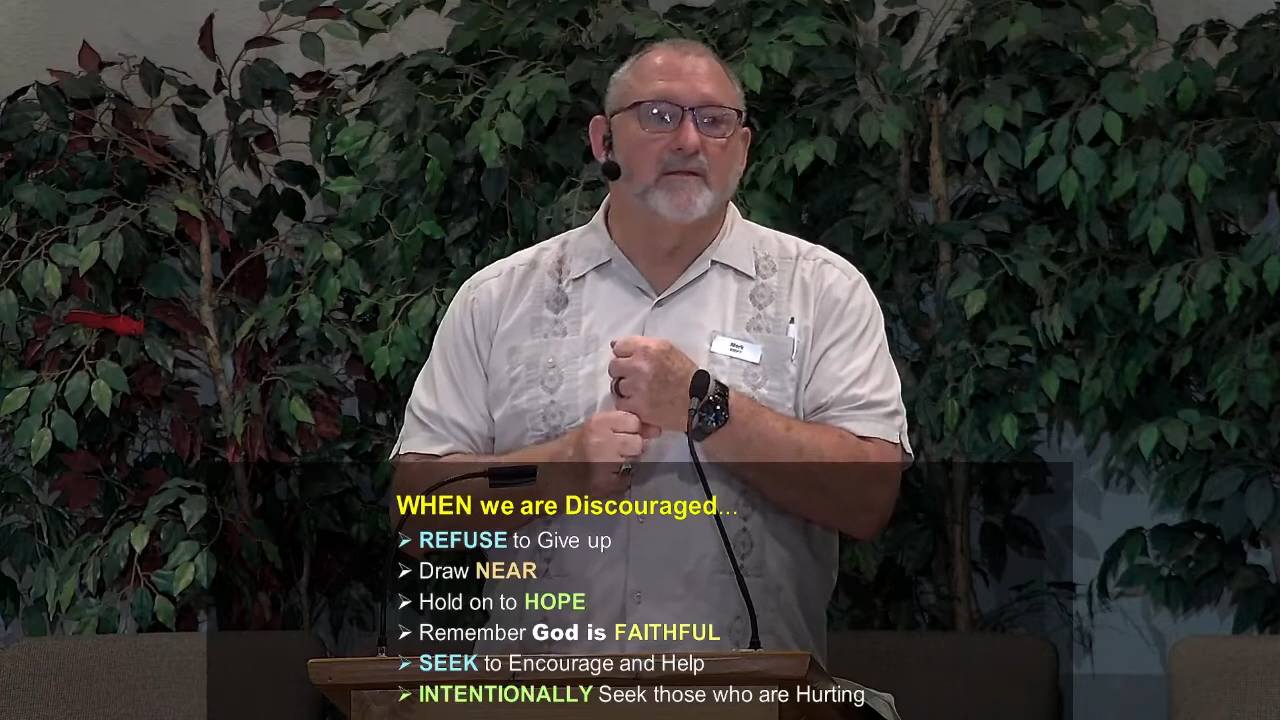 Mark
WHEN we are Discouraged...
➢ REFUSE to Give up
➢ Draw NEAR
➢ Hold on to HOPE
➢ Remember God is FAITHFUL
➢ SEEK to Encourage and Help
➢ INTENTIONALLY Seek those who are Hurting